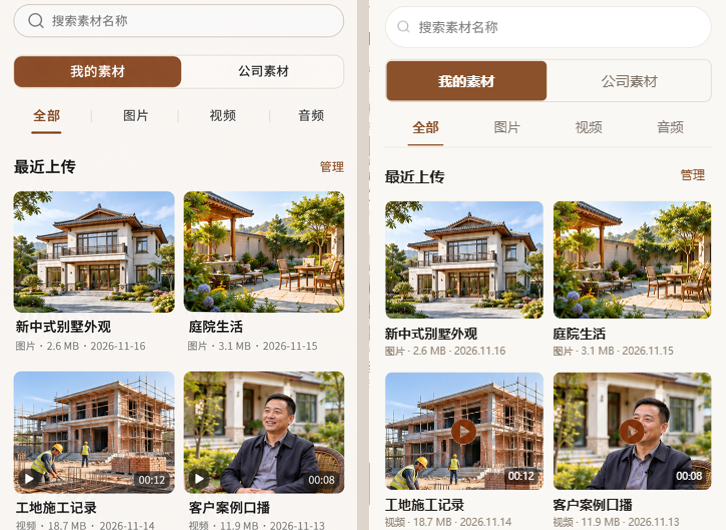 搜索素材名称
我的素材 公司素材
全部 图片 视频 音频
最近上传 管理
新中式别墅外观 庭院生活
图片·2.6 MB·2026-11-16 图片·3.1 MB·2026-11-15
00:12 00:08
工地施工记录 客户案例口播
视频·18.7 MB·2026-11-14 视频·11.9 MB·2026-11-13
搜索素材名称
我的素材 公司素材
全部 图片 视频 音频
最近上传 管理
新中式别墅外观 庭院生活
图片·2.6 MB·2026.11.16 图片·3.1 MB·2026.11.15
00:12 00:08
工地施工记录 客户案例口播
视频·18.7 MB·2026.11.14 视频·11.9 MB·2026.11.13